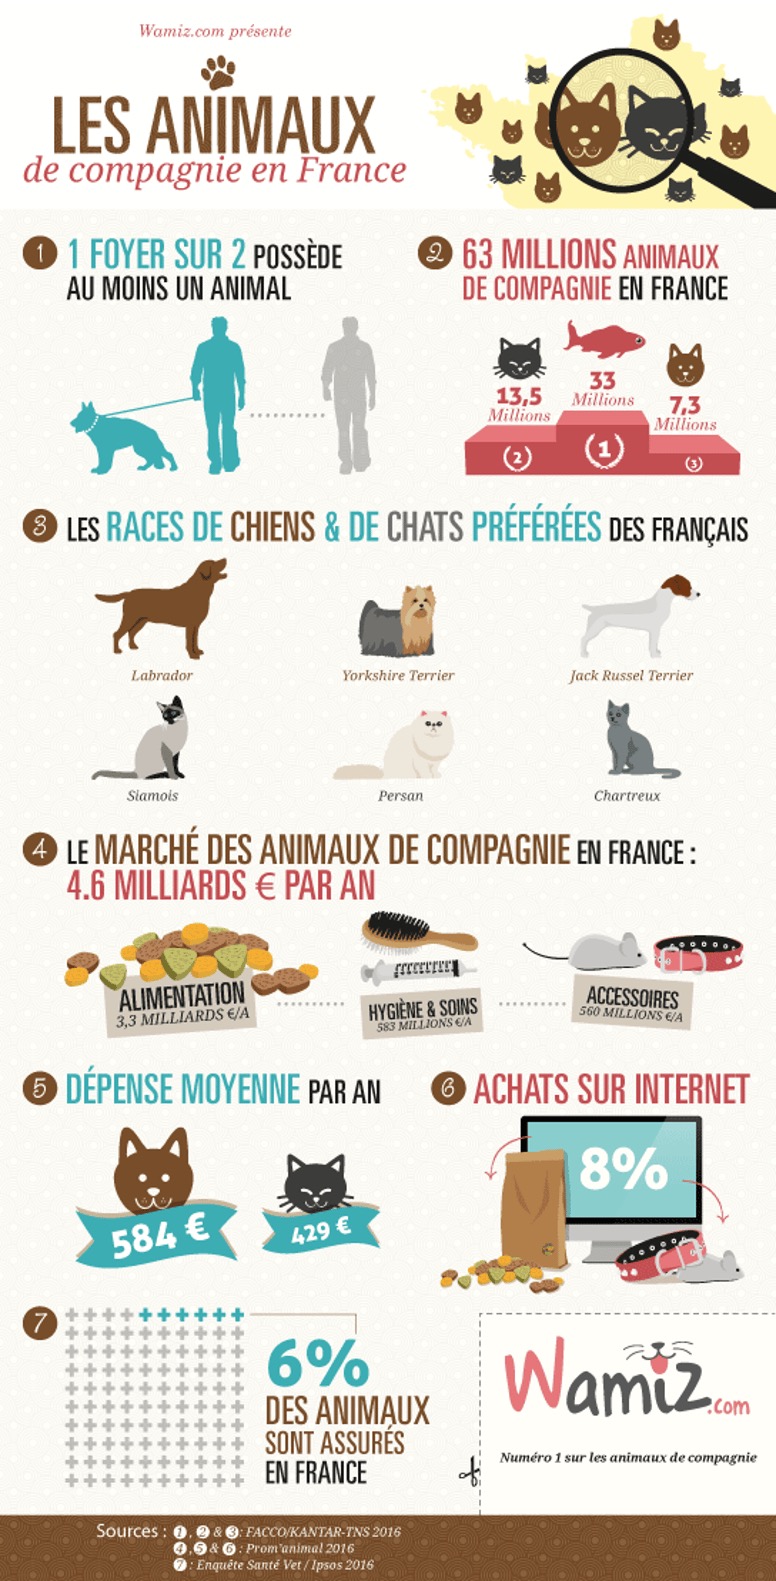 Wamiz.com présente
LES ANIMAUX
de compagnie en France
1 1 FOYER SUR 2 POSSÈDE
AU MOINS UN ANIMAL
2 63 MILLIONS ANIMAUX
DE COMPAGNIE EN FRANCE
13,5
Millions
33
Millions
7,3
Millions
2
1
3
3 LES RACES DE CHIENS & DE CHATS PRÉFÉRÉES DES FRANÇAIS
Labrador
Yorkshire Terrier
Jack Russel Terrier
Siamois
Persan
Chartreux
4 LE MARCHÉ DES ANIMAUX DE COMPAGNIE EN FRANCE :
4.6 MILLIARDS € PAR AN
ALIMENTATION
3,3 MILLIARDS €/A
HYGIÈNE & SOINS
583 MILLIONS €/A
ACCESSOIRES
560 MILLIONS €/A
5 DÉPENSE MOYENNE PAR AN
584 €
429 €
6 ACHATS SUR INTERNET
8%
7
6%
DES ANIMAUX
SONT ASSURÉS
EN FRANCE
Wamiz.com
Numéro 1 sur les animaux de compagnie
Sources : 1, 2 & 3 : FACCO/KANTAR-TNS 2016
4, 5 & 6 : Prom'animal 2016
7 : Enquête Santé Vet / Ipsos 2016